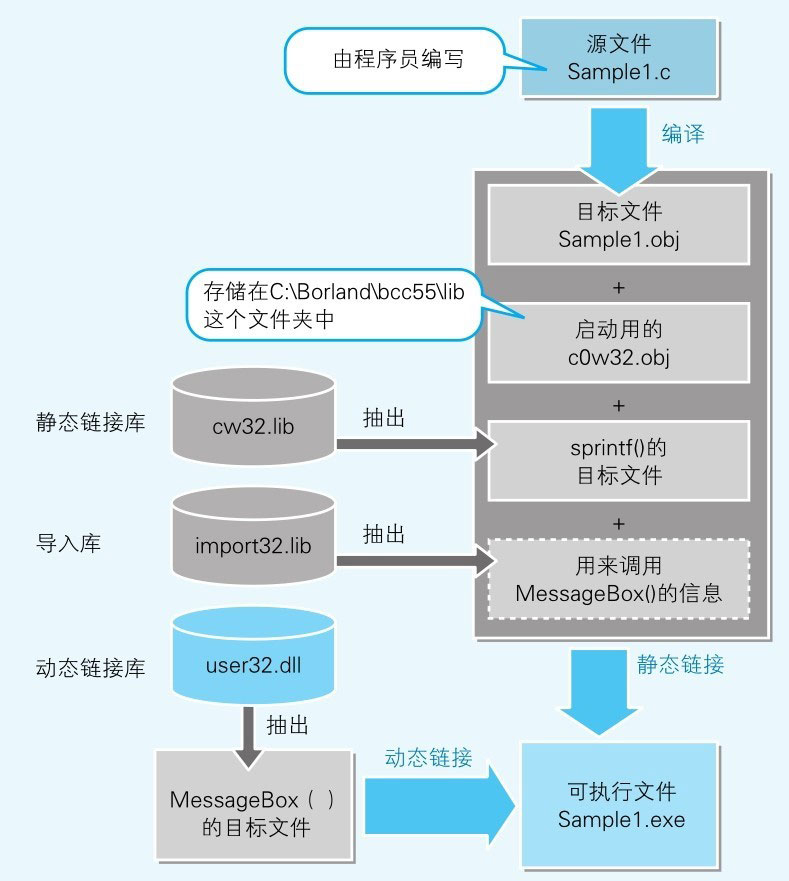 由程序员编写
源文件
Sample1.c
编译
目标文件
Sample1.obj
+
存储在C:\Borland\bcc55\lib
这个文件夹中
启动用的
c0w32.obj
+
静态链接库
cw32.lib
抽出
sprintf()的
目标文件
+
导入库
import32.lib
抽出
用来调用
MessageBox()的信息
动态链接库
user32.dll
静态链接
抽出
MessageBox（ ）
的目标文件
动态链接
可执行文件
Sample1.exe